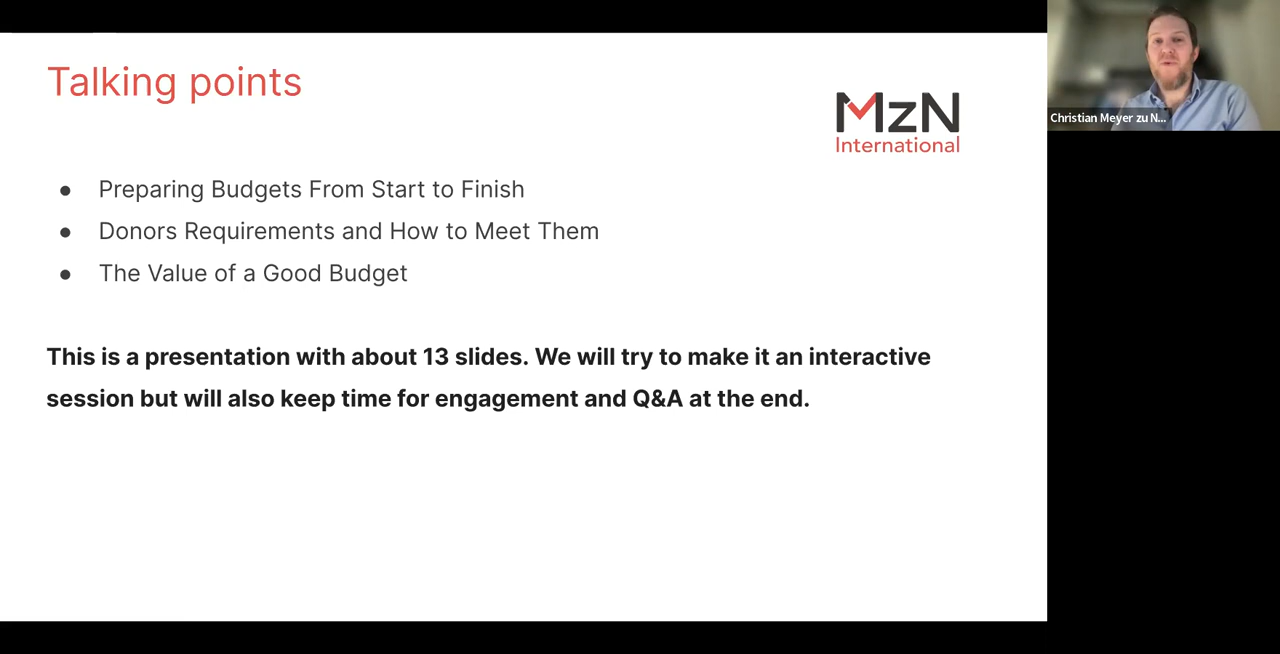 Talking points
MzN
International
● Preparing Budgets From Start to Finish
● Donors Requirements and How to Meet Them
● The Value of a Good Budget
This is a presentation with about 13 slides. We will try to make it an interactive
session but will also keep time for engagement and Q&A at the end.
Christian Meyer zu N...